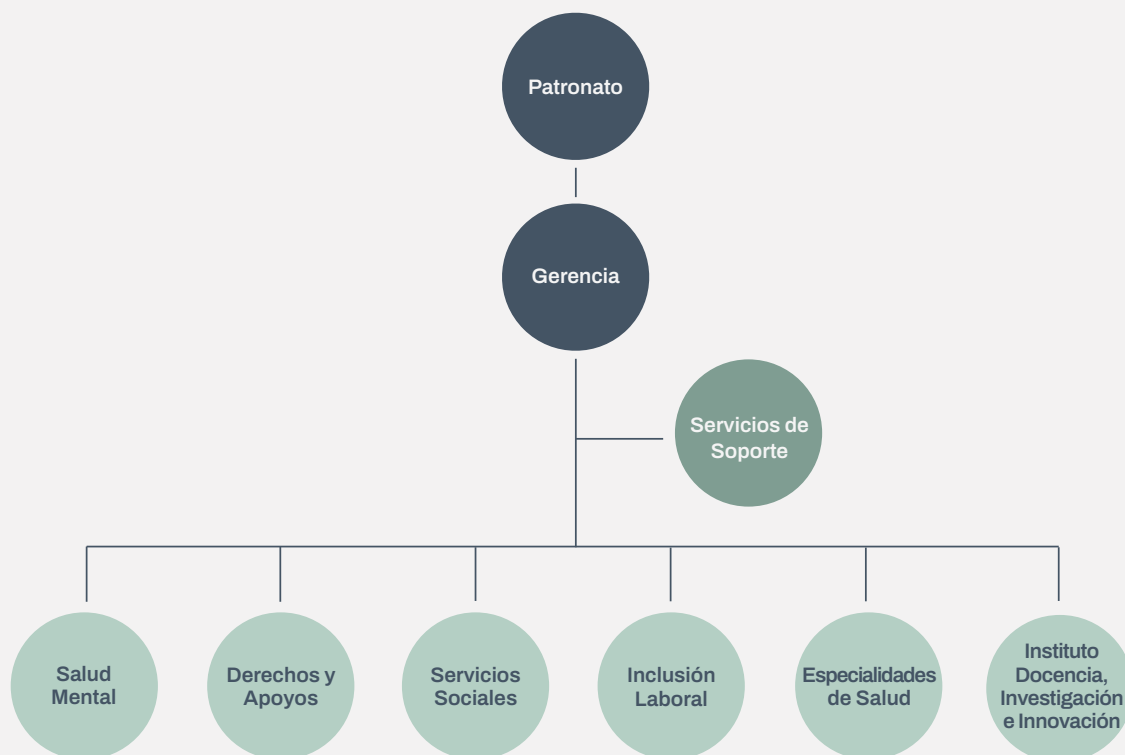 Patronato
Gerencia
Servicios de
Soporte
Salud
Mental
Derechos y
Apoyos
Servicios
Sociales
Inclusión
Laboral
Especialidades
de Salud
Instituto
Docencia,
Investigación
e Innovación